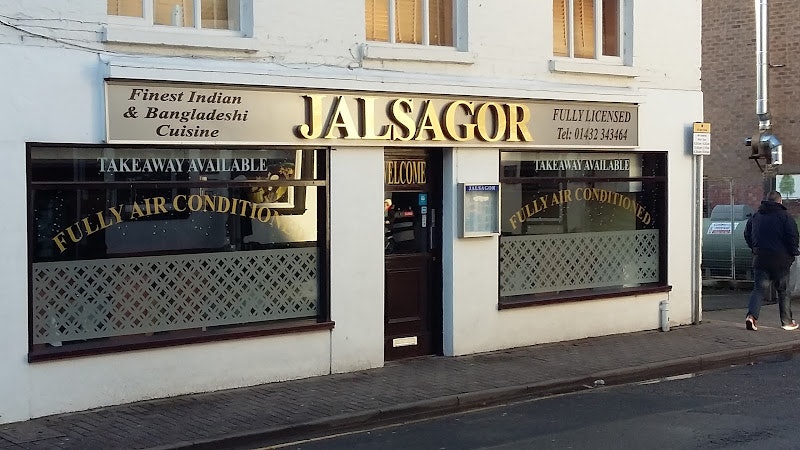 Finest Indian
& Bangladeshi
Cuisine
JALSAGOR
FULLY LICENSED
Tel: 01432 343464
TAKEAWAY AVAILABLE
FULLY AIR CONDITION
WELCOME
JALSAGOR
TAKEAWAY AVAILABLE
FULLY AIR CONDITIONED